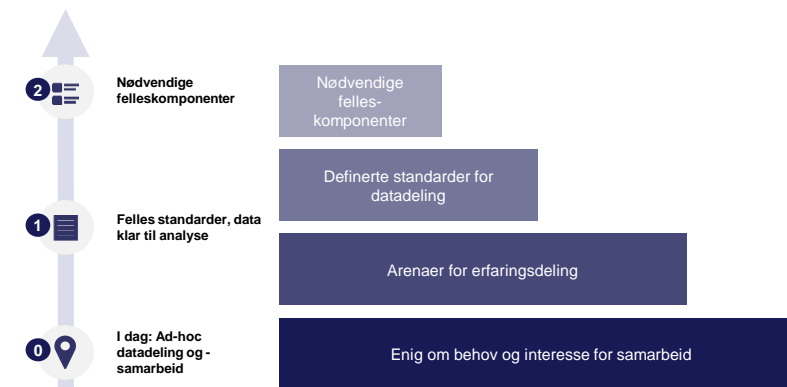 2
Nødvendige
felleskomponenter
Nødvendige
felles-
komponenter
Definerte standarder for
datadeling
1
Felles standarder, data
klar til analyse
Arenaer for erfaringsdeling
0
I dag: Ad-hoc
datadeling og -
samarbeid
Enig om behov og interesse for samarbeid